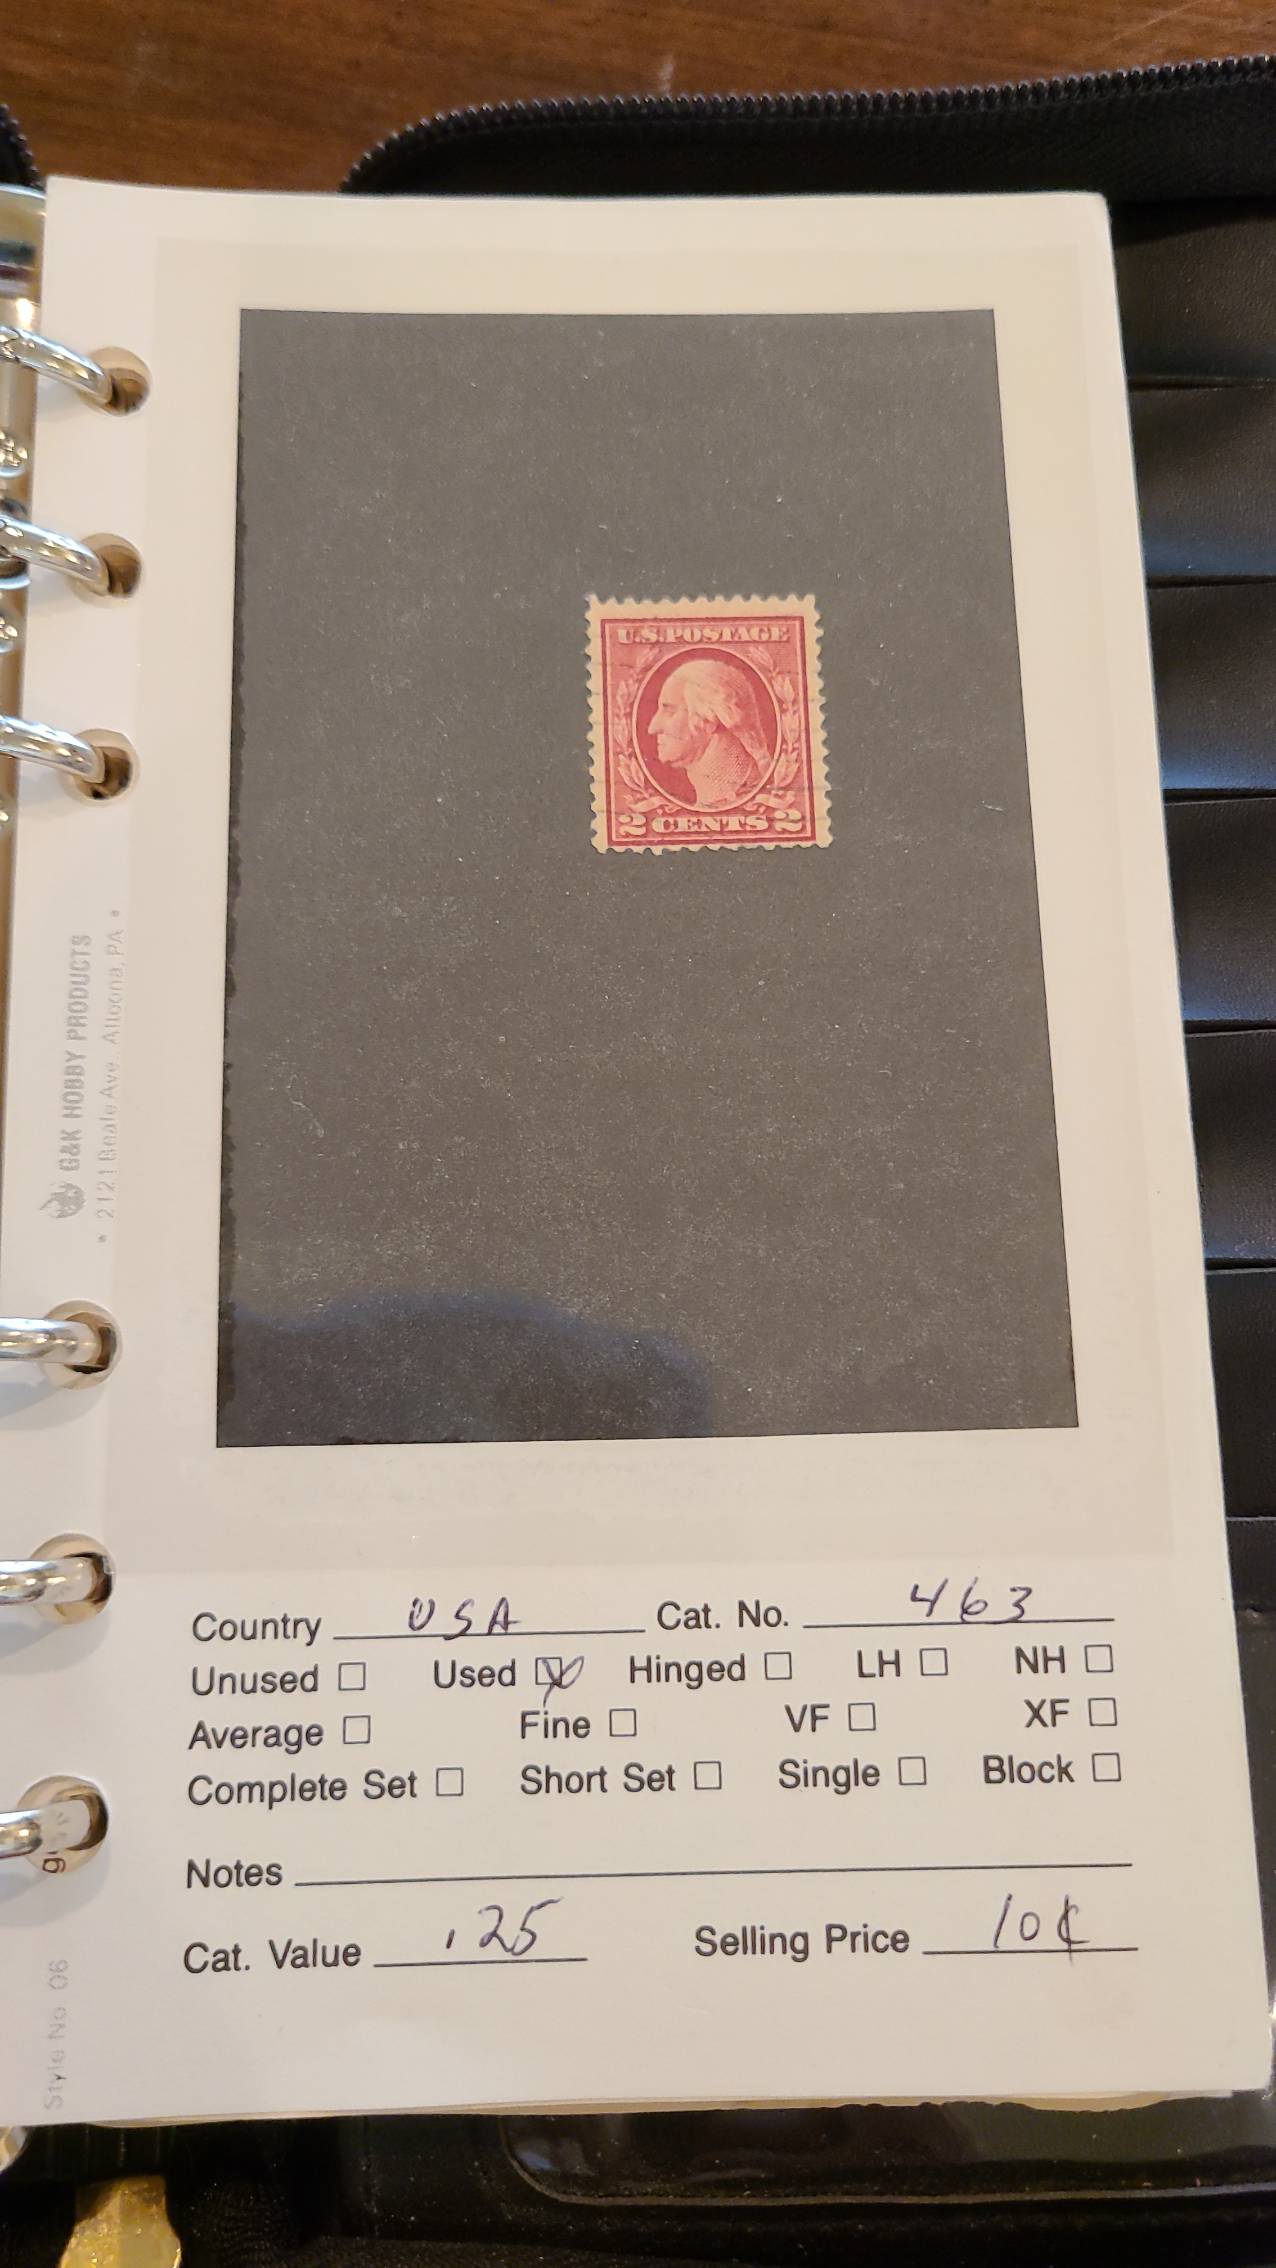 U.S.POSTAGE
2 CENTS 2
G&K HOBBY PRODUCTS
• 2121 Beale Ave. Altoona, PA •
Country USA Cat. No. 463
Unused Used Hinged LH NH
Average Fine VF XF
Complete Set Short Set Single Block
Notes
Cat. Value .25 Selling Price 10¢
Style No. 06